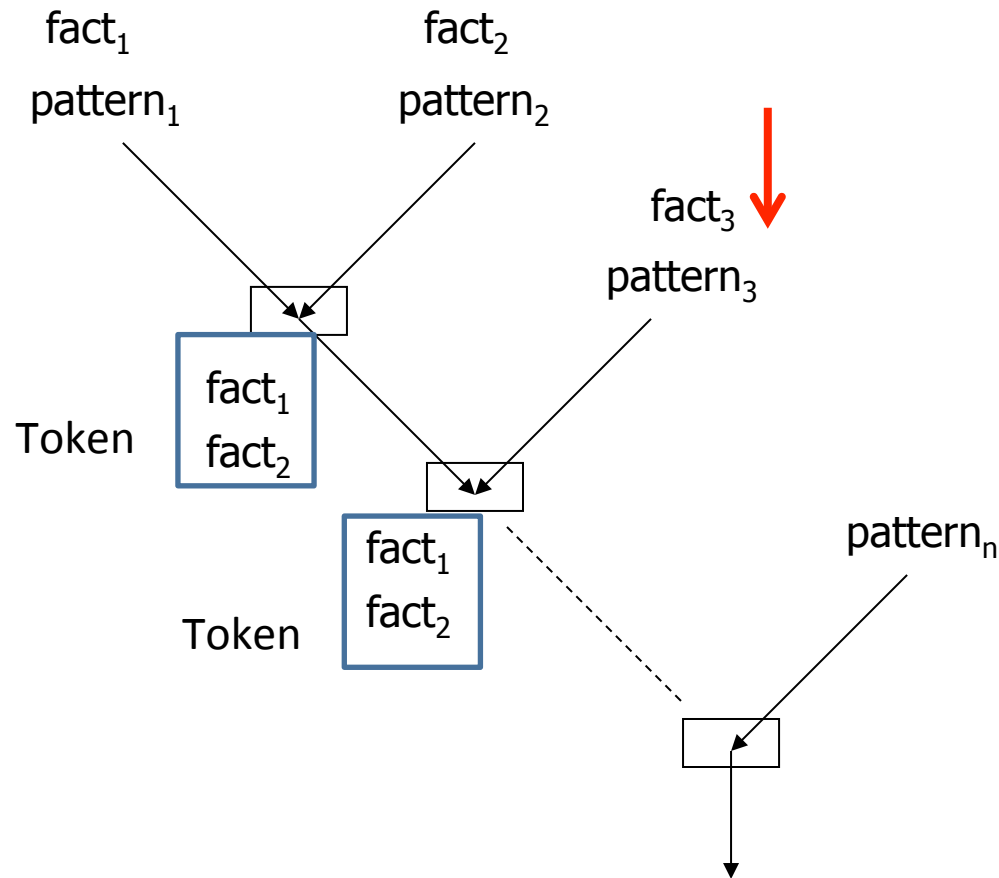 fact₁
fact₂
pattern₁
pattern₂
fact₃
pattern₃
Token
fact₁
fact₂
Token
fact₁
fact₂
patternₙ